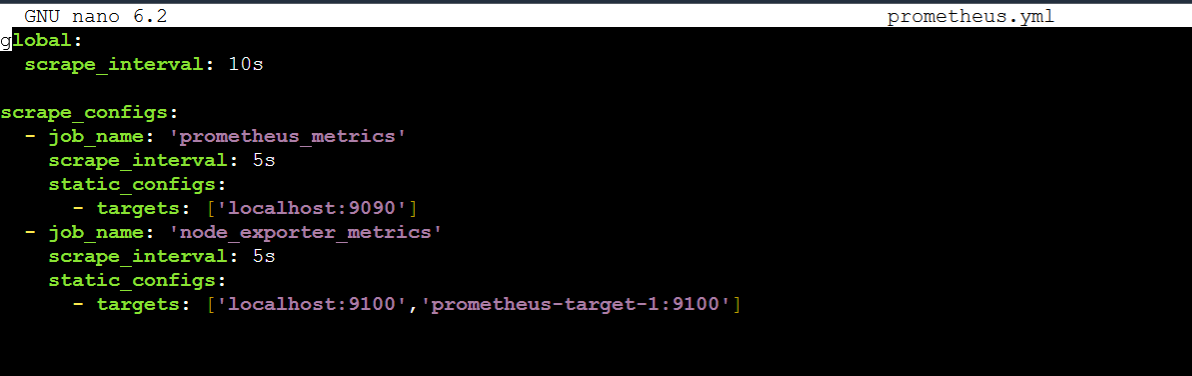 GNU nano 6.2 prometheus.yml
global:
  scrape_interval: 10s
scrape_configs:
  - job_name: 'prometheus_metrics'
    scrape_interval: 5s
    static_configs:
      - targets: ['localhost:9090']
  - job_name: 'node_exporter_metrics'
    scrape_interval: 5s
    static_configs:
      - targets: ['localhost:9100','prometheus-target-1:9100']